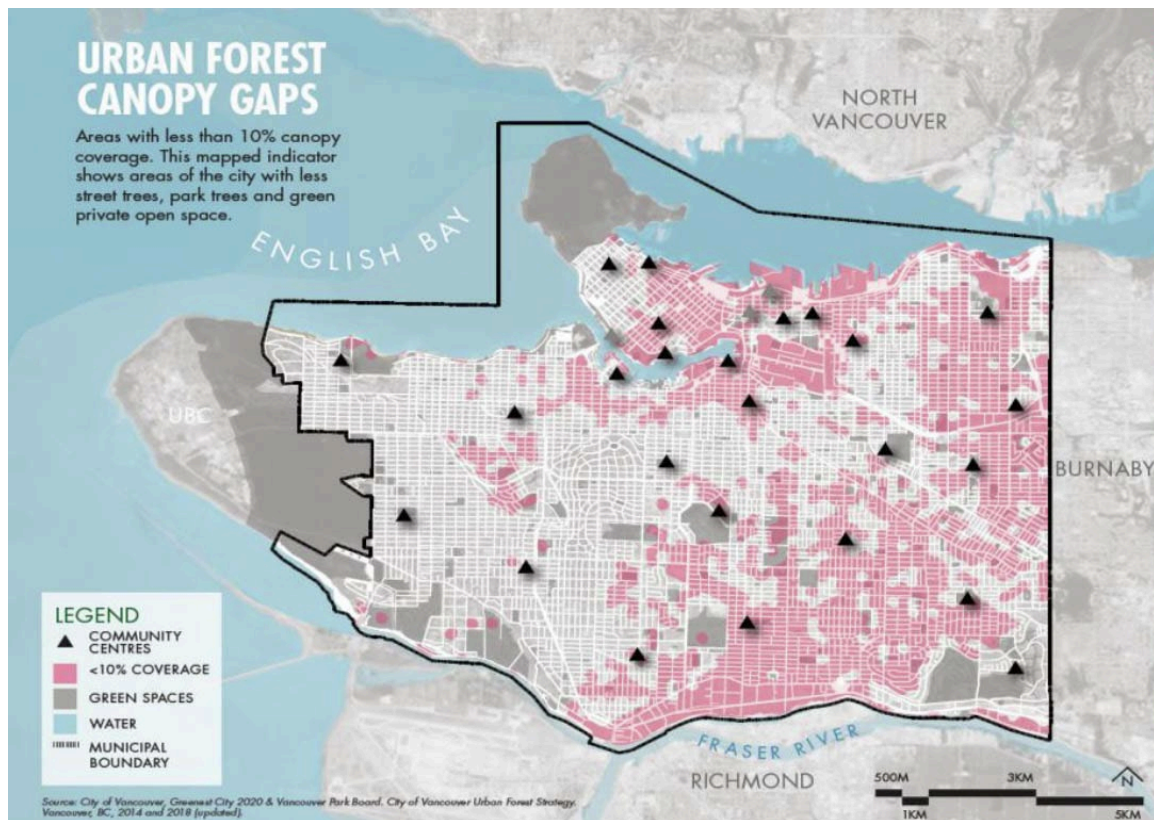 URBAN FOREST
CANOPY GAPS
Areas with less than 10% canopy
coverage. This mapped indicator
shows areas of the city with less
street trees, park trees and green
private open space.
NORTH
VANCOUVER
ENGLISH BAY
UBC
BURNABY
LEGEND
COMMUNITY
CENTRES
<10% COVERAGE
GREEN SPACES
WATER
MUNICIPAL
BOUNDARY
FRASER RIVER
RICHMOND
500M 3KM N
1KM 5KM
Source: City of Vancouver, Greenest City 2020 & Vancouver Park Board. City of Vancouver Urban Forest Strategy.
Vancouver, BC, 2014 and 2018 (updated).